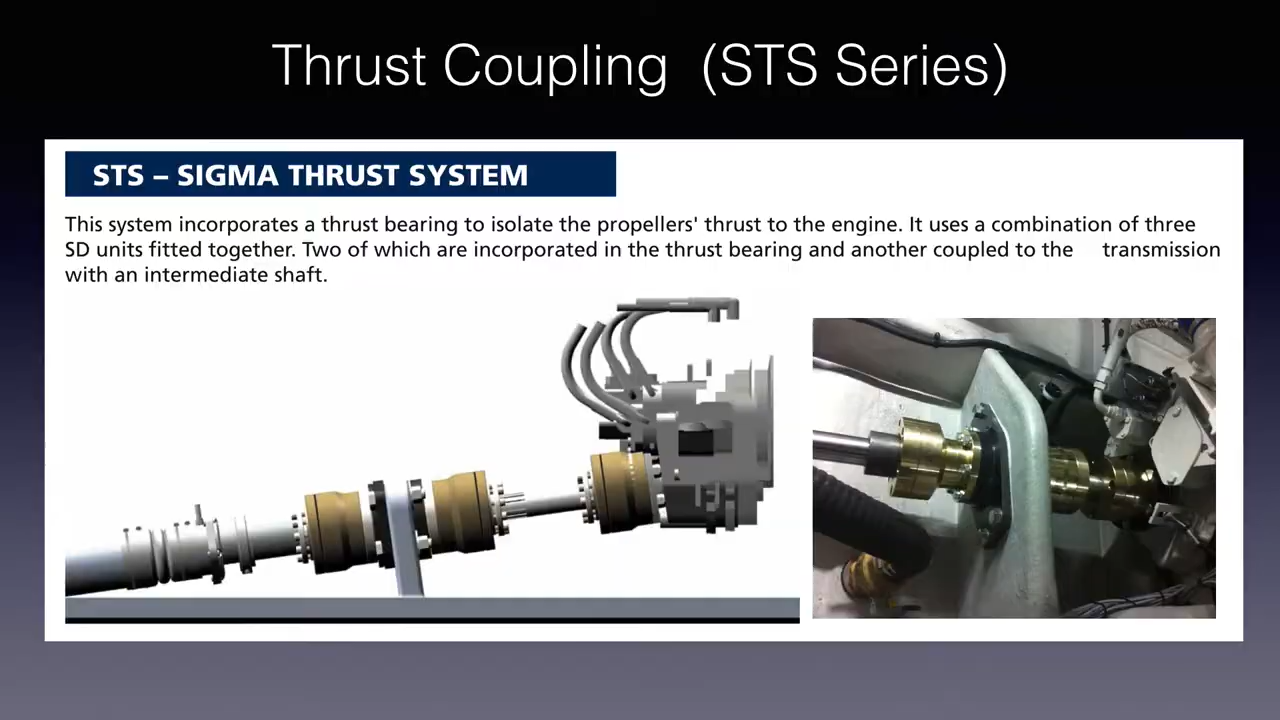 Thrust Coupling (STS Series)
STS – SIGMA THRUST SYSTEM
This system incorporates a thrust bearing to isolate the propellers' thrust to the engine. It uses a combination of three
SD units fitted together. Two of which are incorporated in the thrust bearing and another coupled to the transmission
with an intermediate shaft.